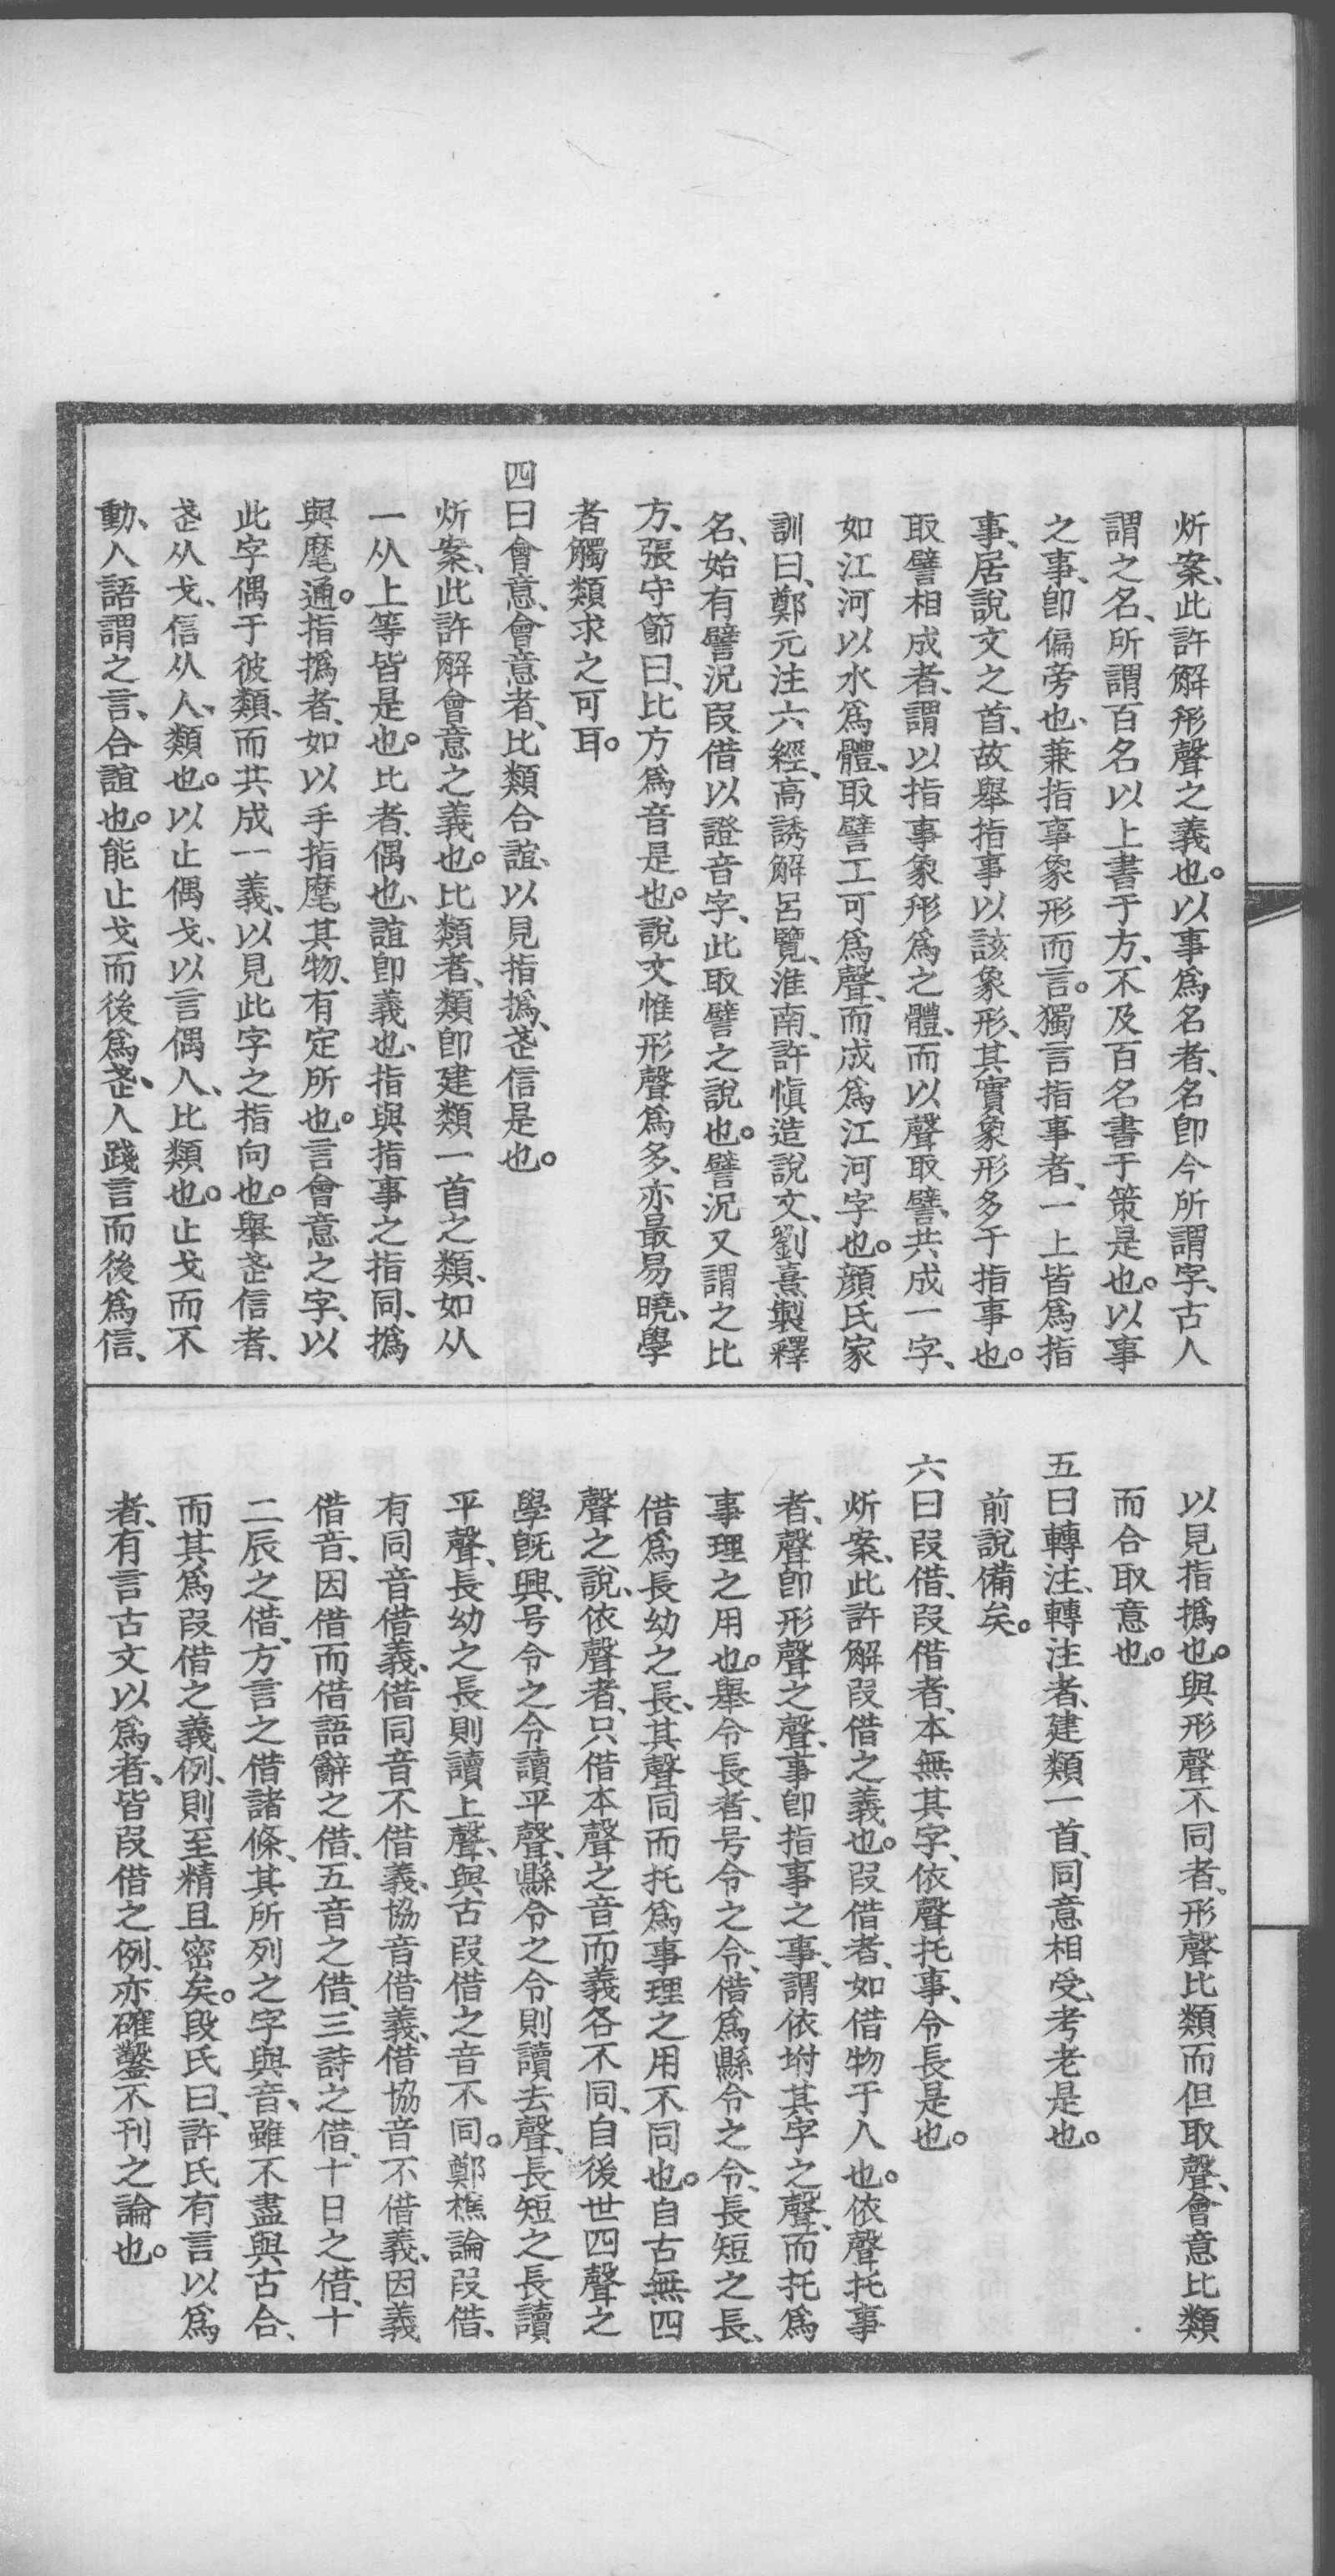 炘案、此許解形聲之義也。以事爲名者、名卽今所謂字、古人
謂之名、所謂百名以上書于方、不及百名書于策是也。以事
之事、卽偏旁也、兼指事象形而言。獨言指事者、一上皆爲指
事、居說文之首、故舉指事以該象形、其實象形多于指事也。
取譬相成者、謂以指事象形爲之體、而以聲取譬、共成一字、
如江河以水爲體、取譬工可爲聲、而成爲江河字也。顏氏家
訓曰、鄭元注六經、高誘解呂覽、淮南、許愼造說文、劉熹製釋
名、始有譬況叚借以證音字、此取譬之說也。譬況又謂之比
方、張守節曰、比方爲音是也。說文惟形聲爲多、亦最易曉、學
者觸類求之可耳。
四曰會意、會意者、比類合誼、以見指撝、歪信是也。
炘案、此許解會意之義也。比類者、類卽建類一首之類、如从
一从上等皆是也。比者、偶也、誼卽義也、指與指事之指同、撝
與麾通。指撝者、如以手指麾其物、有定所也。言會意之字、以
此字偶于彼類、而共成一義、以見此字之指向也。舉歪信者、
歪从戈、信从人、類也。以止偶戈、以言偶人、比類也。止戈而不
動、人語謂之言、合誼也。能止戈而後爲歪、人踐言而後爲信、
以見指撝也。與形聲不同者、形聲比類而但取聲、會意比類
而合取意也。
五曰轉注、轉注者、建類一首、同意相受、考老是也。
前說備矣。
六曰叚借、叚借者、本無其字、依聲托事、令長是也。
炘案、此許解叚借之義也。叚借者、如借物于人也。依聲托事
者、聲卽形聲之聲、事卽指事之事、謂依坿其字之聲、而托爲
事理之用也。舉令長者、号令之令、借爲縣令之令、長短之長、
借爲長幼之長、其聲同而托爲事理之用不同也。自古無四
聲之說、依聲者、只借本聲之音而義各不同、自後世四聲之
學旣興、号令之令讀平聲、縣令之令則讀去聲、長短之長讀
平聲、長幼之長則讀上聲、與古叚借之音不同。鄭樵論叚借、
有同音借義、借同音不借義、協音借義、借協音不借義、因義
借音、因借而借、語辭之借、五音之借、三詩之借、十日之借、十
二辰之借、方言之借諸條、其所列之字與音、雖不盡與古合、
而其爲叚借之義例、則至精且密矣。段氏曰、許氏有言以爲
者、有言古文以爲者、皆叚借之例、亦確鑿不刊之論也。